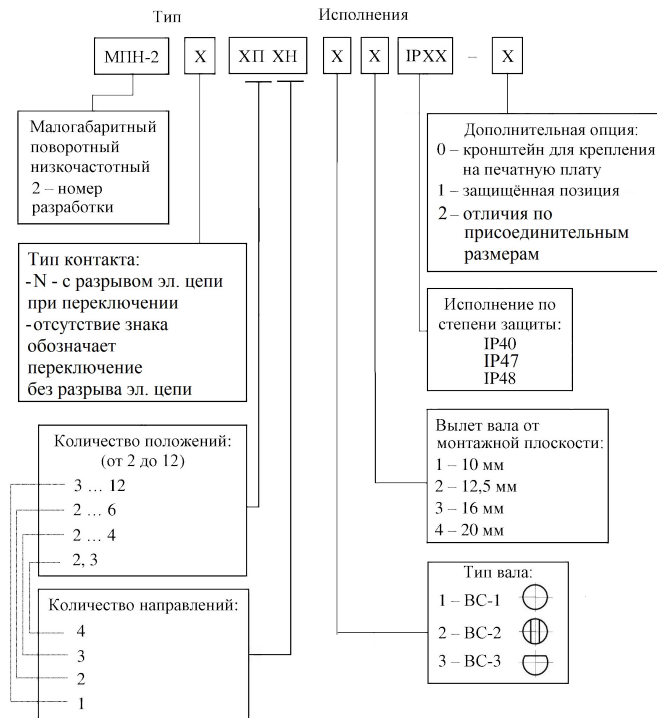 Тип
Исполнения
МПН-2
Х
ХП ХН
Х
Х
IPXX
–
Х
Малогабаритный
поворотный
низкочастотный
2 – номер
разработки
Дополнительная опция:
0 – кронштейн для крепления
на печатную плату
1 – защищённая позиция
2 – отличия по
присоединительным
размерам
Тип контакта:
-N - с разрывом эл. цепи
при переключении
-отсутствие знака
обозначает
переключение
без разрыва эл. цепи
Исполнение по
степени защиты:
IP40
IP47
IP48
Количество положений:
(от 2 до 12)
3 ... 12
2 ... 6
2 ... 4
2, 3
Вылет вала от
монтажной плоскости:
1 – 10 мм
2 – 12,5 мм
3 – 16 мм
4 – 20 мм
Количество направлений:
4
3
2
1
Тип вала:
1 – ВС-1
2 – ВС-2
3 – ВС-3